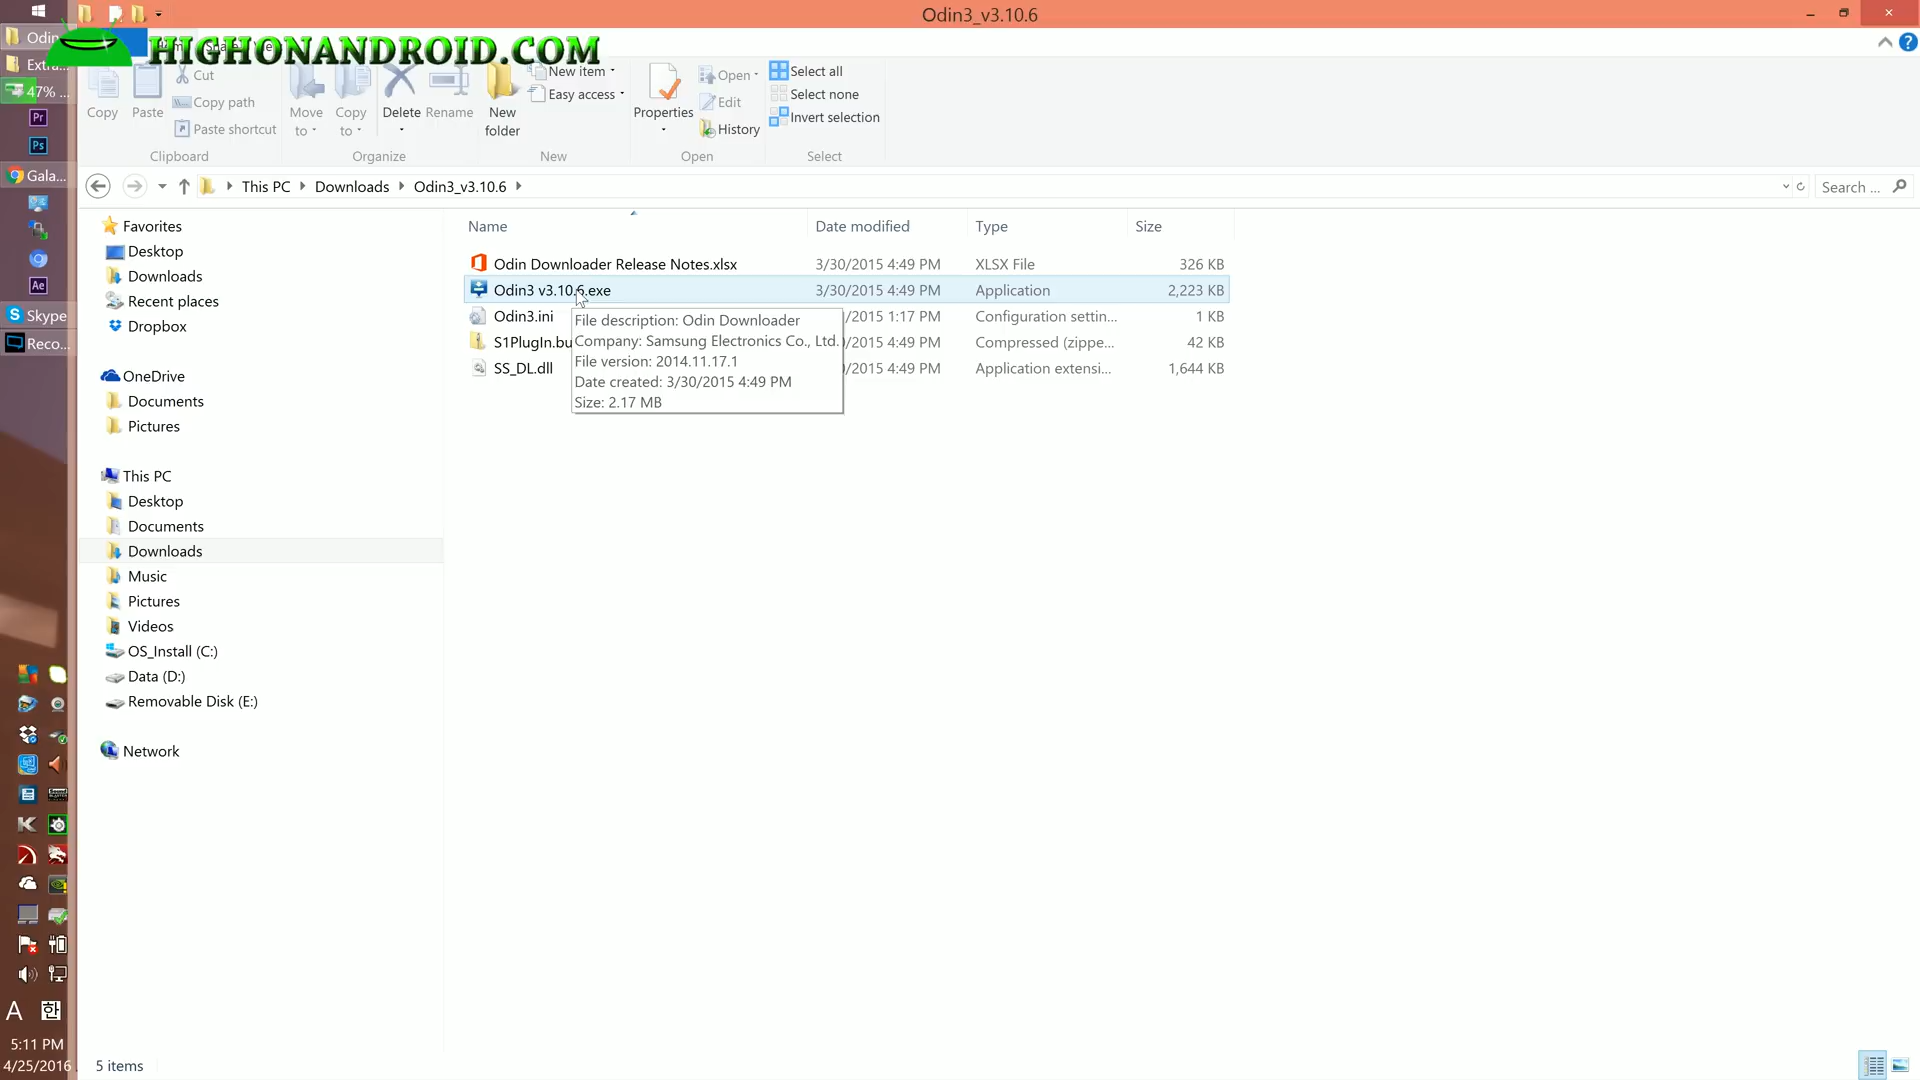 Odin3_v3.10.6
Odin
HIGHONANDROID.COM
Extra...
47% ...
Pr
Ps
Gala...
Ae
Skype
Reco...
Copy
Paste
Cut
Copy path
Paste shortcut
Clipboard
Move to
Copy to
Delete
Rename
Organize
New folder
New item
Easy access
New
Properties
Open
Edit
History
Open
Select all
Select none
Invert selection
Select
This PC
Downloads
Odin3_v3.10.6
Search ...
Favorites
Desktop
Downloads
Recent places
Dropbox
OneDrive
Documents
Pictures
This PC
Desktop
Documents
Downloads
Music
Pictures
Videos
OS_Install (C:)
Data (D:)
Removable Disk (E:)
Network
Name Date modified Type Size
Odin Downloader Release Notes.xlsx 3/30/2015 4:49 PM XLSX File 326 KB
Odin3 v3.10.6.exe 3/30/2015 4:49 PM Application 2,223 KB
Odin3.ini /2015 1:17 PM Configuration settin... 1 KB
S1PlugIn.bu /2015 4:49 PM Compressed (zippe... 42 KB
SS_DL.dll /2015 4:49 PM Application extensi... 1,644 KB
File description: Odin Downloader
Company: Samsung Electronics Co., Ltd.
File version: 2014.11.17.1
Date created: 3/30/2015 4:49 PM
Size: 2.17 MB
A 한
5:11 PM
4/25/2016
5 items